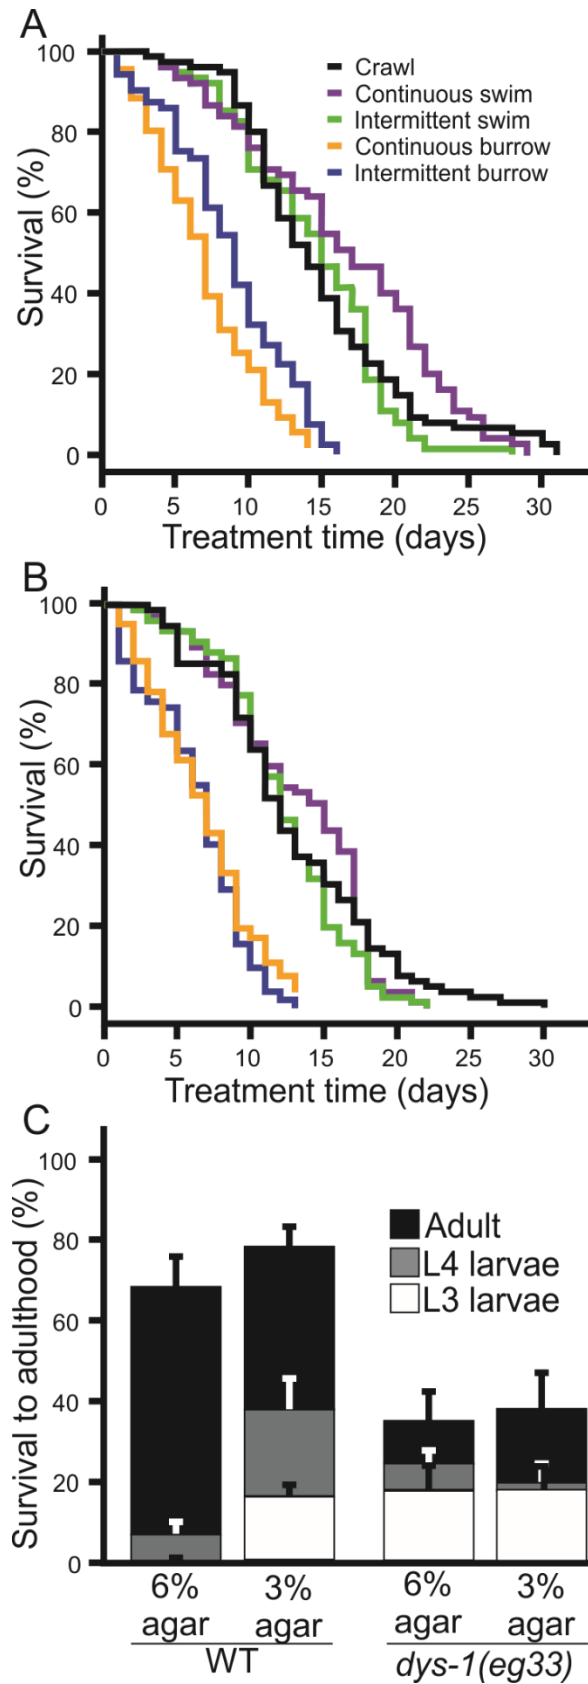 A
100
80
60
40
20
0
Survival (%)
Crawl
Continuous swim
Intermittent swim
Continuous burrow
Intermittent burrow
0 5 10 15 20 25 30
Treatment time (days)
B
100
80
60
40
20
0
Survival (%)
0 5 10 15 20 25 30
Treatment time (days)
C
100
80
60
40
20
0
Survival to adulthood (%)
Adult
L4 larvae
L3 larvae
6% 3% 6% 3%
agar agar agar agar
WT dys-1(eg33)